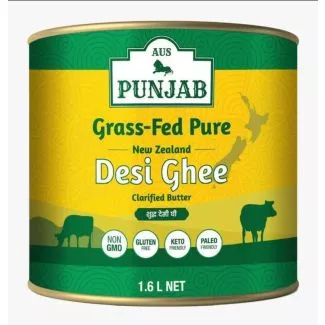 AUS
PUNJAB
Grass-Fed Pure
New Zealand
Desi Ghee
Clarified Butter
शुद्ध देसी घी
NON
GMO
GLUTEN
FREE
KETO
FRIENDLY
PALEO
FRIENDLY
1.6 L NET